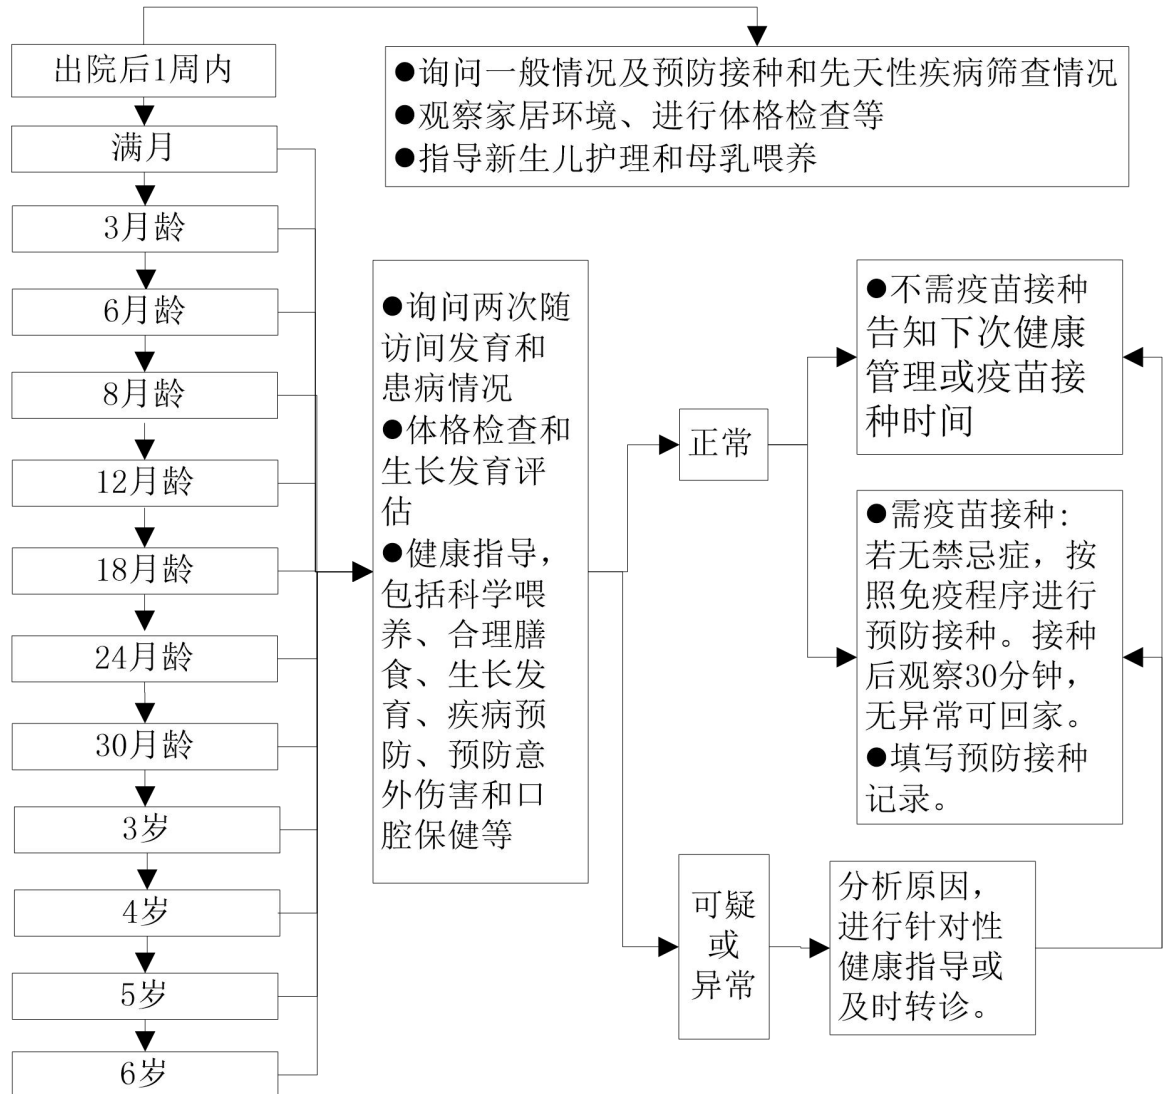 出院后1周内
●询问一般情况及预防接种和先天性疾病筛查情况
●观察家居环境、进行体格检查等
●指导新生儿护理和母乳喂养
满月
3月龄
6月龄
8月龄
12月龄
18月龄
24月龄
30月龄
3岁
4岁
5岁
6岁
●询问两次随
访间发育和
患病情况
●体格检查和
生长发育评
估
●健康指导，
包括科学喂
养、合理膳
食、生长发
育、疾病预
防、预防意
外伤害和口
腔保健等
正常
●不需疫苗接种
告知下次健康
管理或疫苗接
种时间
●需疫苗接种：
若无禁忌症，按
照免疫程序进行
预防接种。接种
后观察30分钟，
无异常可回家。
●填写预防接种
记录。
可疑
或
异常
分析原因，
进行针对性
健康指导或
及时转诊。